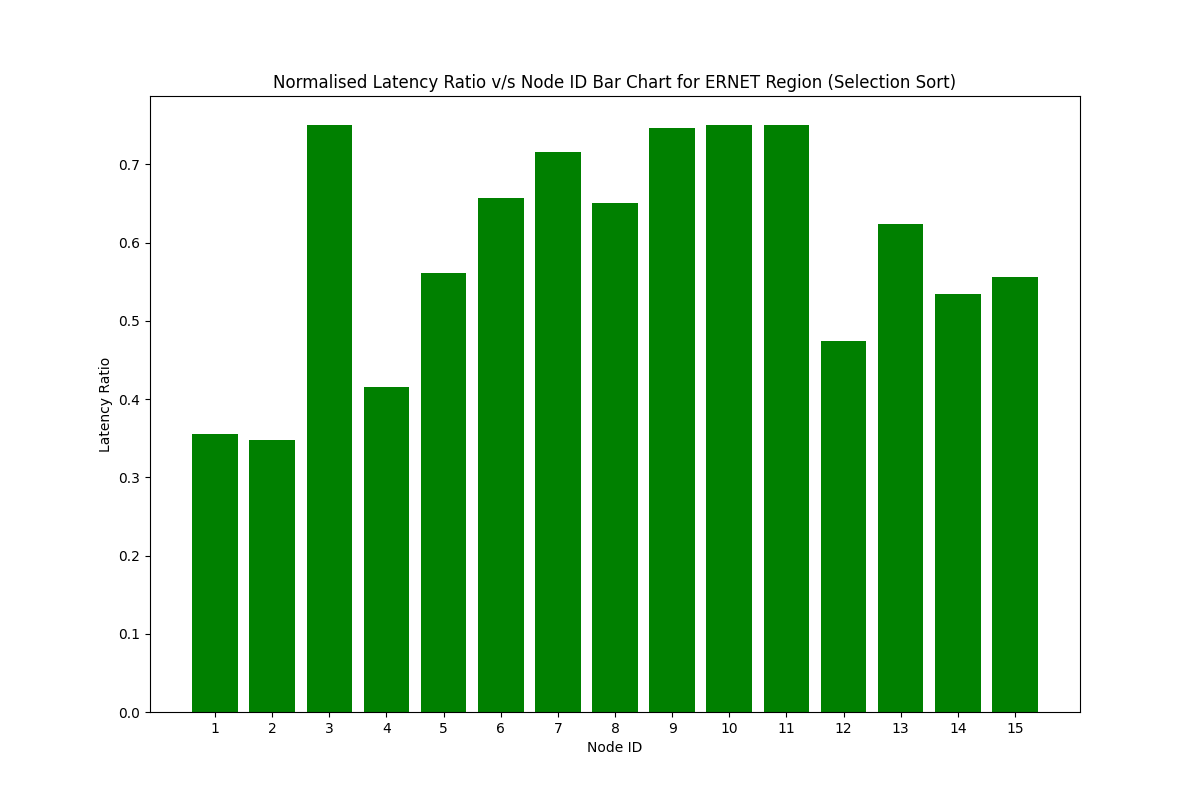 Normalised Latency Ratio v/s Node ID Bar Chart for ERNET Region (Selection Sort)
Latency Ratio
0.7
0.6
0.5
0.4
0.3
0.2
0.1
0.0
1 2 3 4 5 6 7 8 9 10 11 12 13 14 15
Node ID